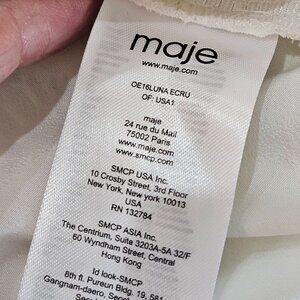 maje
www.maje.com
OE16LUNA ECRU
OF: USA1
maje
24 rue du Mail
75002 Paris
www.maje.com
www.smcp.com
SMCP USA Inc.
10 Crosby Street, 3rd Floor
New York, New york 10013
USA
RN 132784
SMCP ASIA Inc.
The Centrium, Suite 3203A-5A 32/F
60 Wyndham Street, Central
Hong Kong
Id look-SMCP
8th fl. Pureun Bldg. 19, 581
Gangnam-daero, Seocho